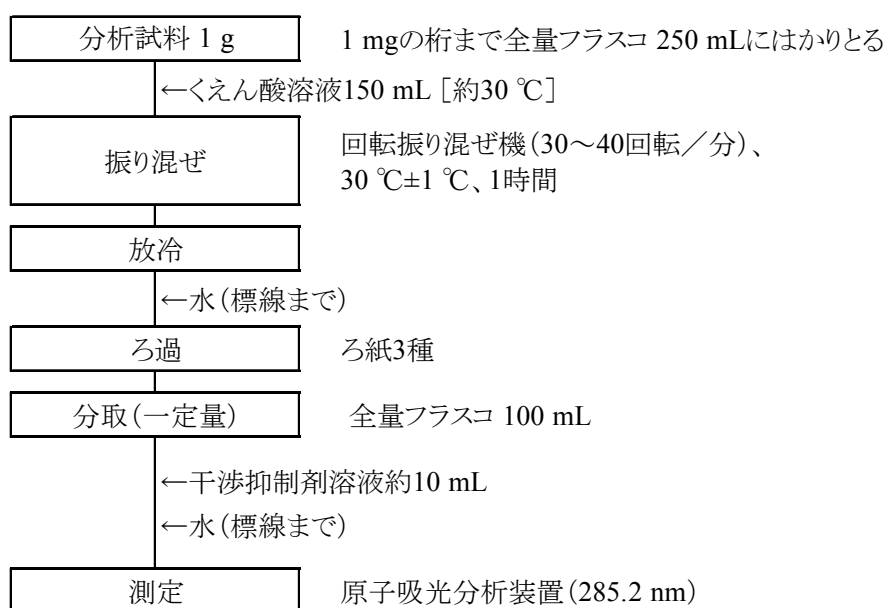 分析試料 1 g
1 mgの桁まで全量フラスコ 250 mLにはかりとる
←くえん酸溶液150 mL [約30 ℃]
振り混ぜ
回転振り混ぜ機(30~40回転/分)、
30 ℃±1 ℃、1時間
放冷
←水(標線まで)
ろ過
ろ紙3種
分取(一定量)
全量フラスコ 100 mL
←干渉抑制剤溶液約10 mL
←水(標線まで)
測定
原子吸光分析装置(285.2 nm)